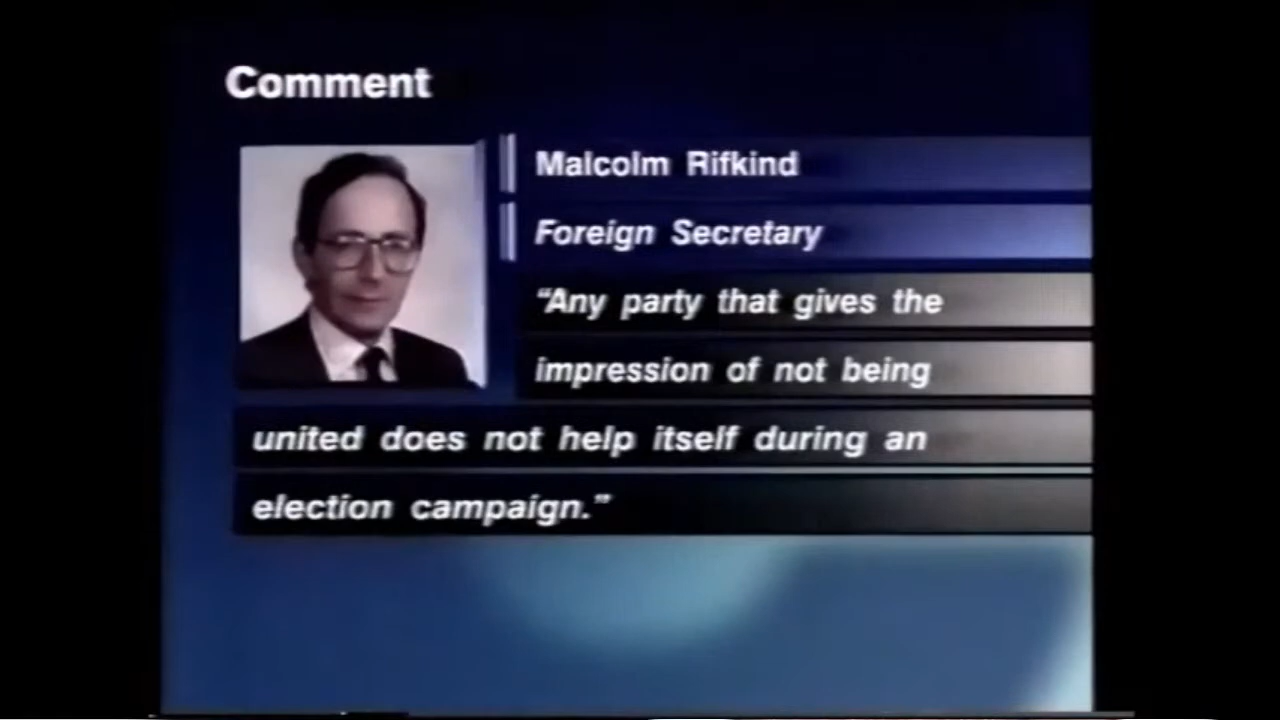 Comment
Malcolm Rifkind
Foreign Secretary
“Any party that gives the
impression of not being
united does not help itself during an
election campaign.”